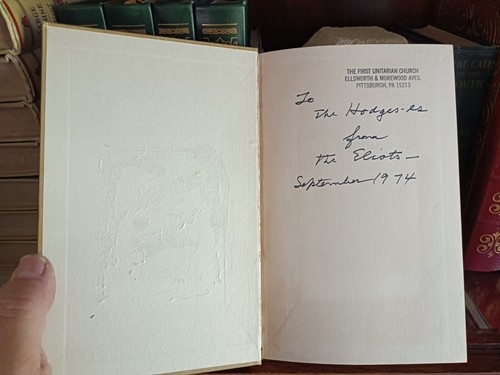 THE FIRST UNITARIAN CHURCH
ELLSWORTH & MOREWOOD AVES.
PITTSBURGH, PA 15213
To
The Hodges-es
from
The Eliots—
September 1974